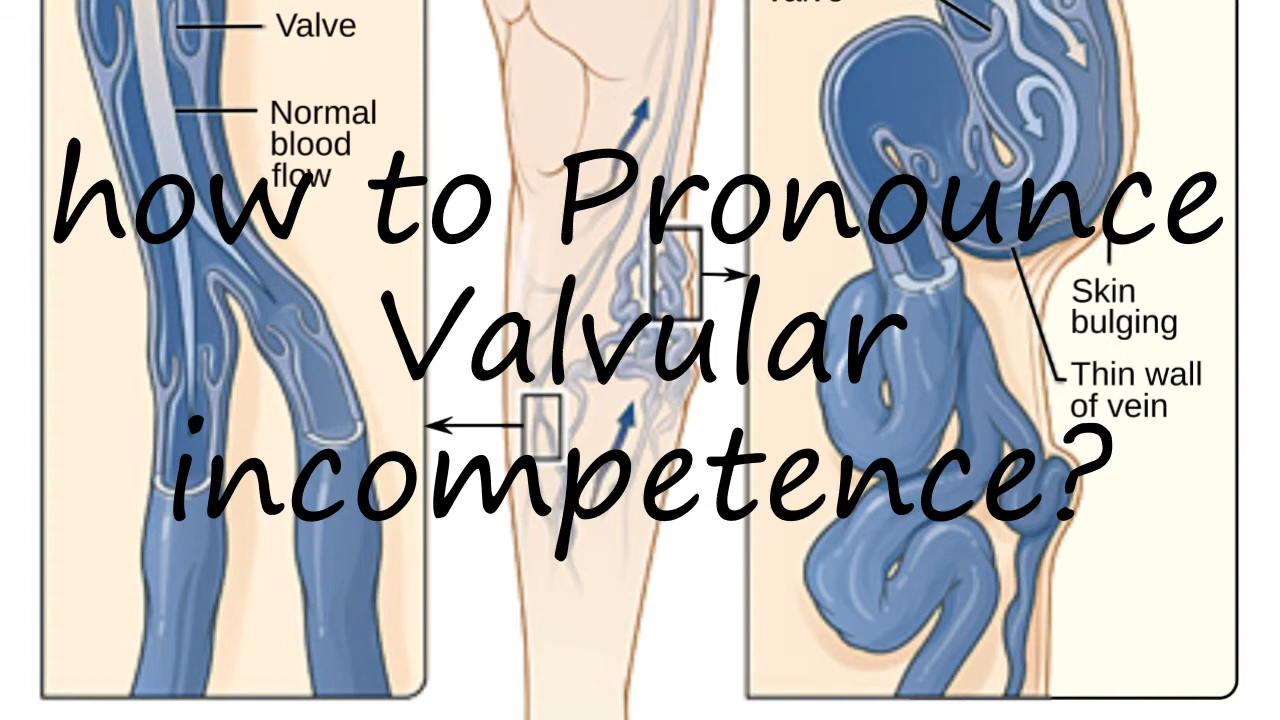 Valve
Normal
blood
flow
how to Pronounce
Valvular
incompetence?
Skin
bulging
Thin wall
of vein